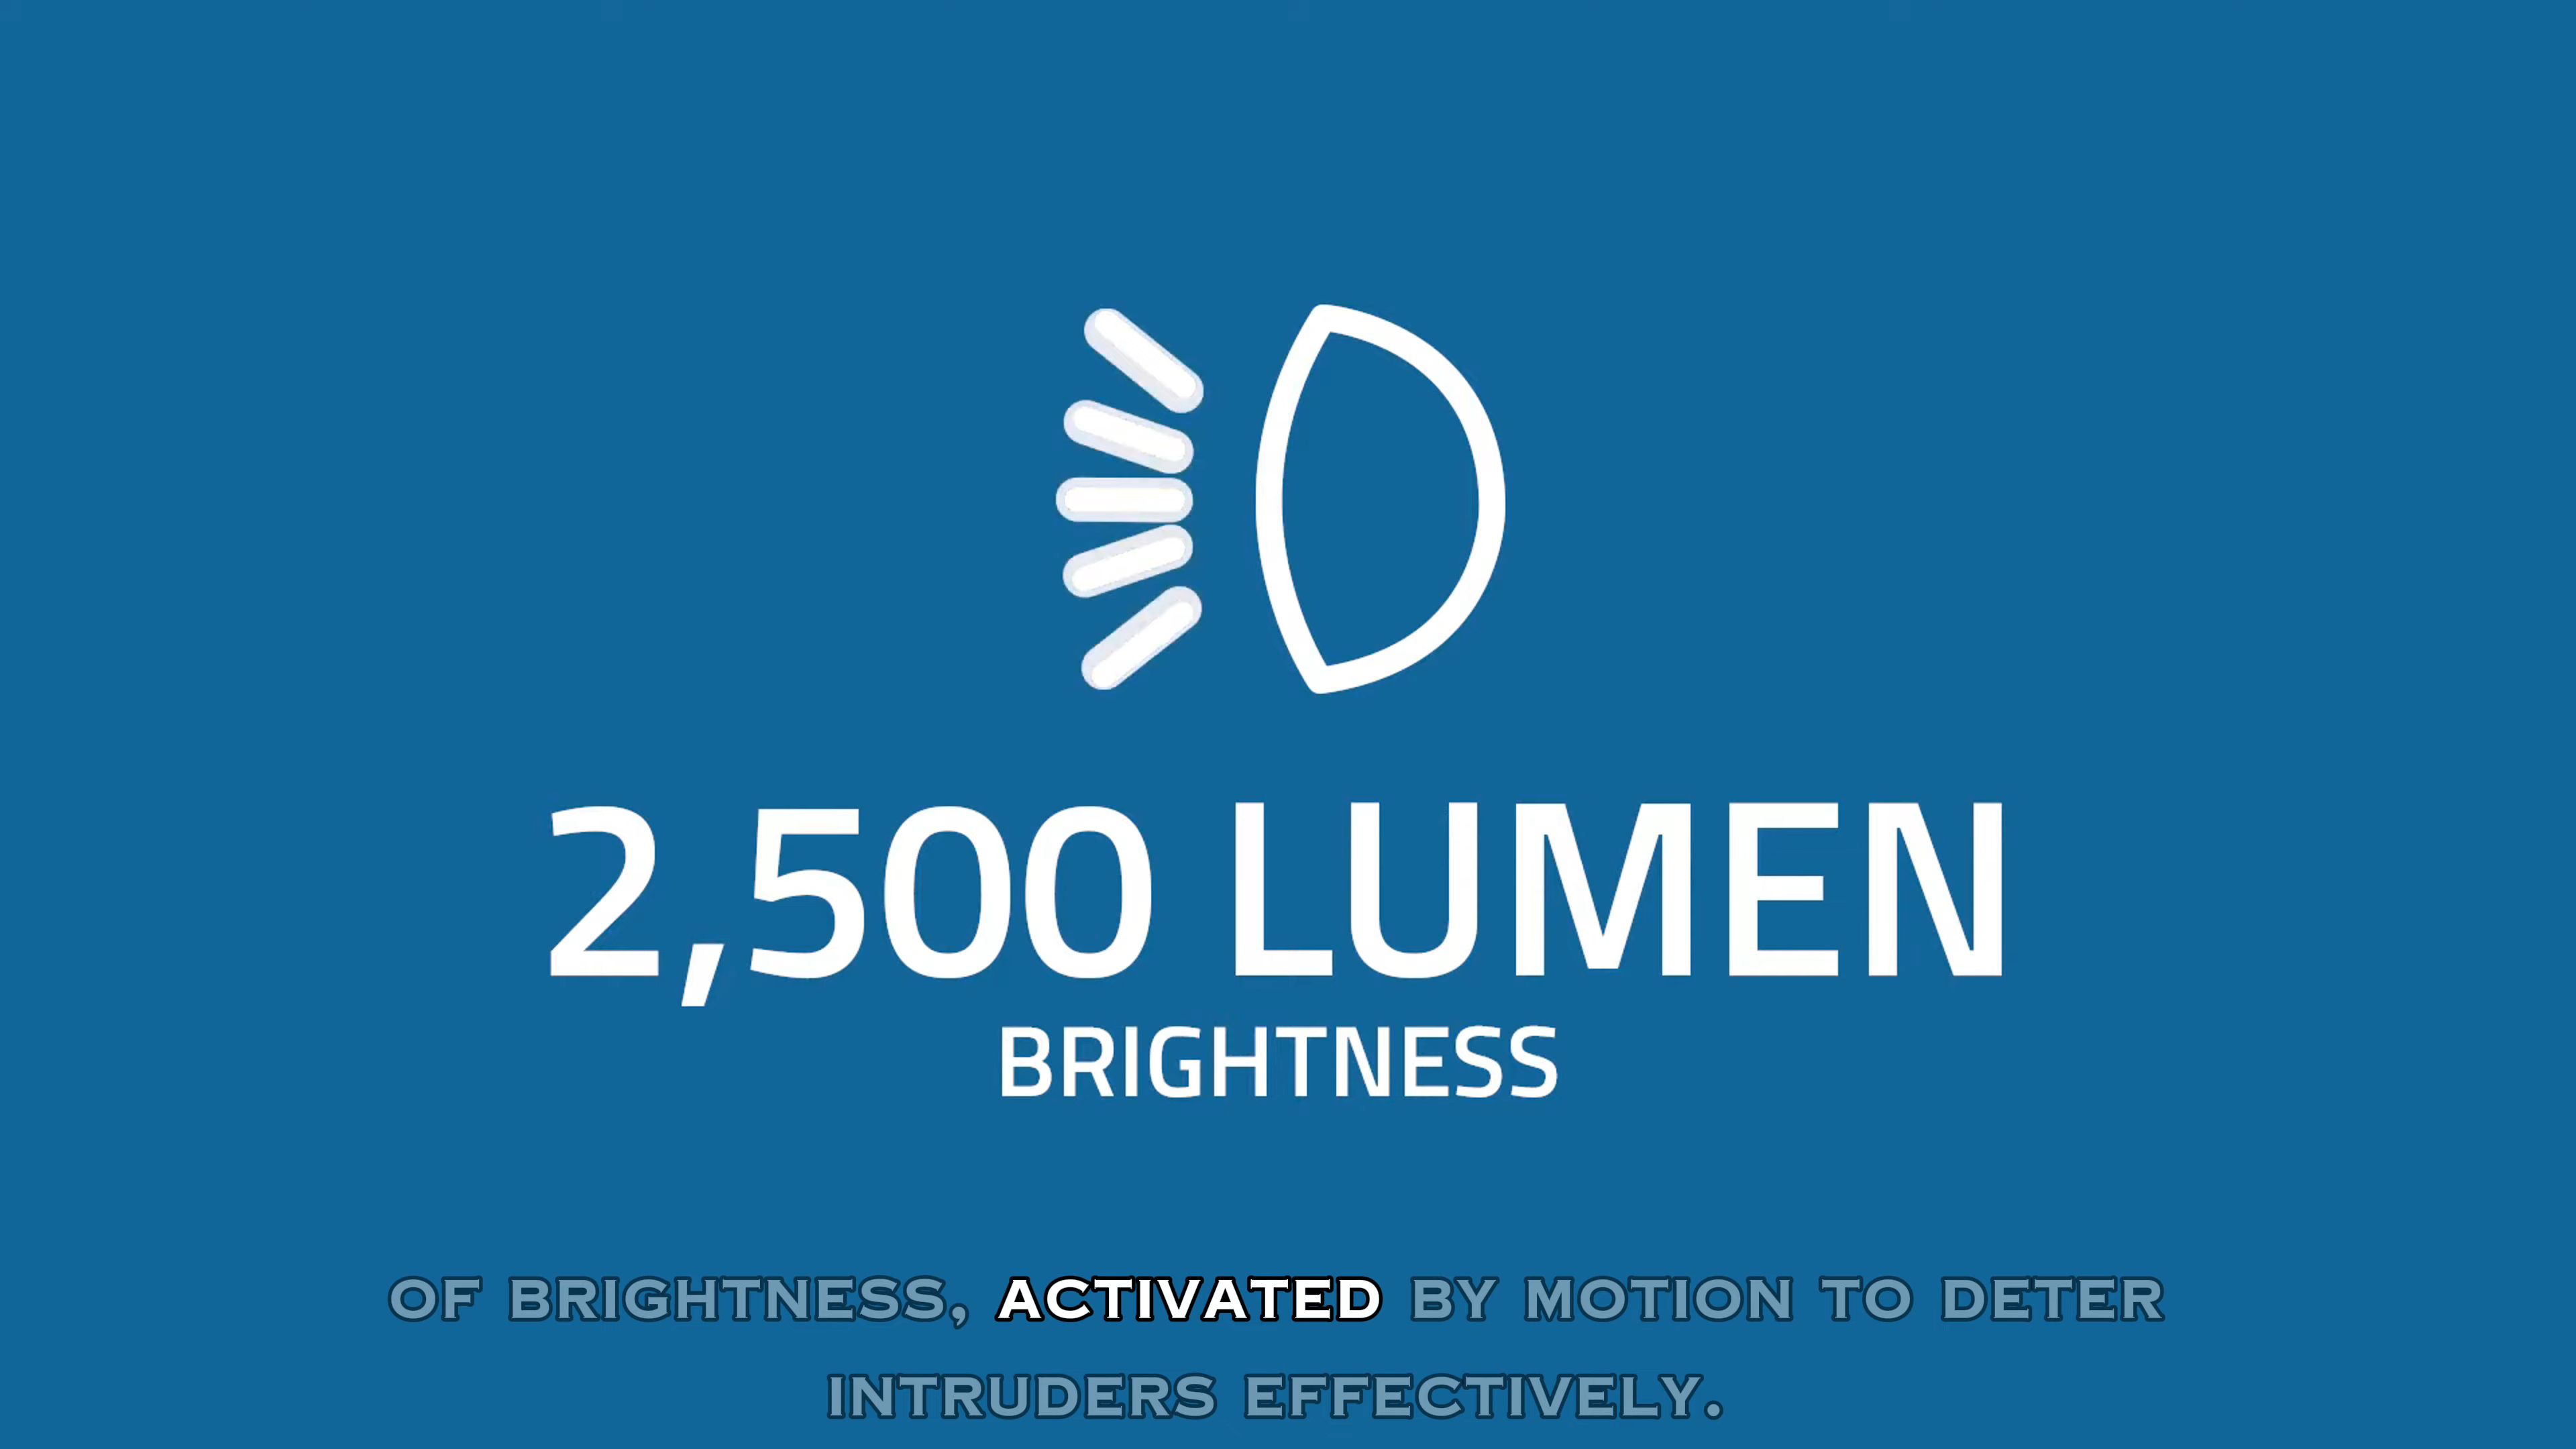 2,500 LUMEN
BRIGHTNESS
OF BRIGHTNESS, ACTIVATED BY MOTION TO DETER
INTRUDERS EFFECTIVELY.